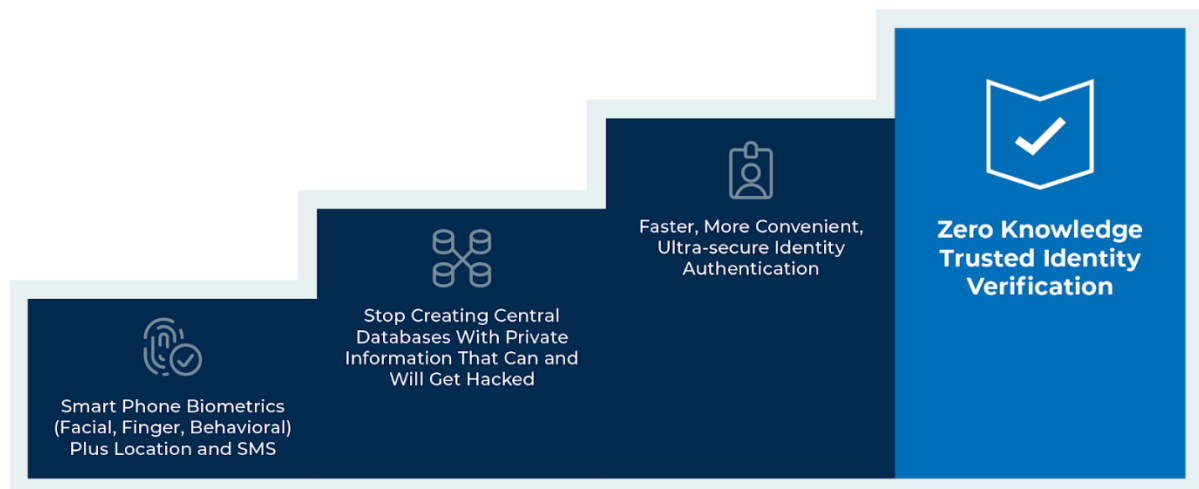 Smart Phone Biometrics
(Facial, Finger, Behavioral)
Plus Location and SMS
Stop Creating Central
Databases With Private
Information That Can and
Will Get Hacked
Faster, More Convenient,
Ultra-secure Identity
Authentication
Zero Knowledge
Trusted Identity
Verification